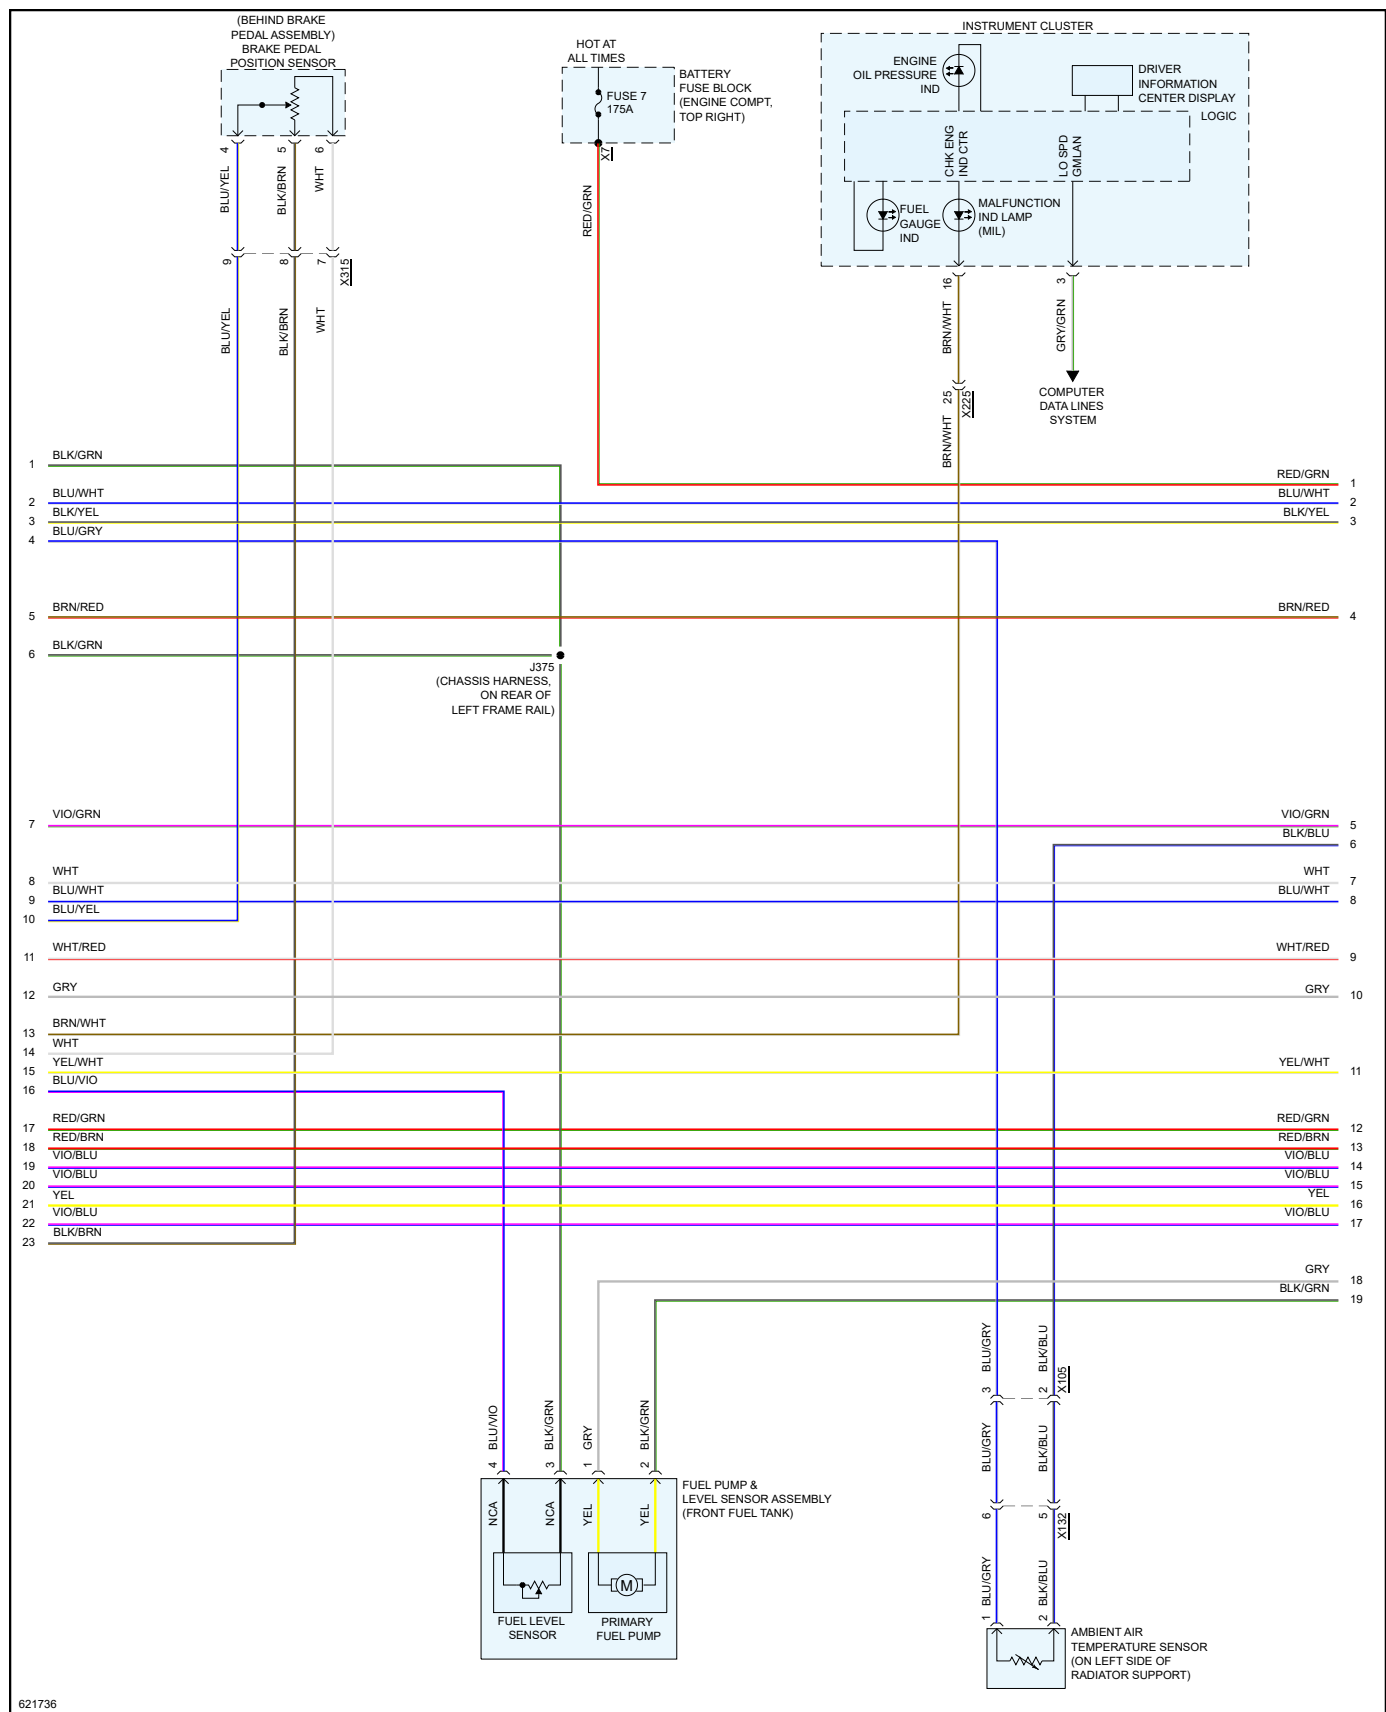 (BEHIND BRAKE
PEDAL ASSEMBLY)
BRAKE PEDAL
POSITION SENSOR
HOT AT
ALL TIMES
FUSE 7
175A
BATTERY
FUSE BLOCK
(ENGINE COMPT,
TOP RIGHT)
X7
RED/GRN
INSTRUMENT CLUSTER
ENGINE
OIL PRESSURE
IND
DRIVER
INFORMATION
CENTER DISPLAY
LOGIC
CHK ENG
IND CTR
LO SPD
GMLAN
FUEL
GAUGE
IND
MALFUNCTION
IND LAMP
(MIL)
4
5
6
BLU/YEL
BLK/BRN
WHT
9
8
7
X315
BLU/YEL
BLK/BRN
WHT
16
3
BRN/WHT
GRY/GRN
25
X225
BRN/WHT
COMPUTER
DATA LINES
SYSTEM
1 BLK/GRN
RED/GRN 1
2 BLU/WHT
BLU/WHT 2
3 BLK/YEL
BLK/YEL 3
4 BLU/GRY
5 BRN/RED
BRN/RED 4
6 BLK/GRN
J375
(CHASSIS HARNESS,
ON REAR OF
LEFT FRAME RAIL)
7 VIO/GRN
VIO/GRN 5
BLK/BLU 6
8 WHT
WHT 7
9 BLU/WHT
BLU/WHT 8
10 BLU/YEL
11 WHT/RED
WHT/RED 9
12 GRY
GRY 10
13 BRN/WHT
14 WHT
15 YEL/WHT
YEL/WHT 11
16 BLU/VIO
17 RED/GRN
RED/GRN 12
18 RED/BRN
RED/BRN 13
19 VIO/BLU
VIO/BLU 14
20 VIO/BLU
VIO/BLU 15
21 YEL
YEL 16
22 VIO/BLU
VIO/BLU 17
23 BLK/BRN
GRY 18
BLK/GRN 19
BLU/GRY
BLK/BLU
3
2
X105
BLU/GRY
BLK/BLU
6
5
X132
BLU/GRY
BLK/BLU
1
2
AMBIENT AIR
TEMPERATURE SENSOR
(ON LEFT SIDE OF
RADIATOR SUPPORT)
BLU/VIO
BLK/GRN
GRY
BLK/GRN
4
3
1
2
NCA
NCA
YEL
YEL
FUEL PUMP &
LEVEL SENSOR ASSEMBLY
(FRONT FUEL TANK)
M
FUEL LEVEL
SENSOR
PRIMARY
FUEL PUMP
621736